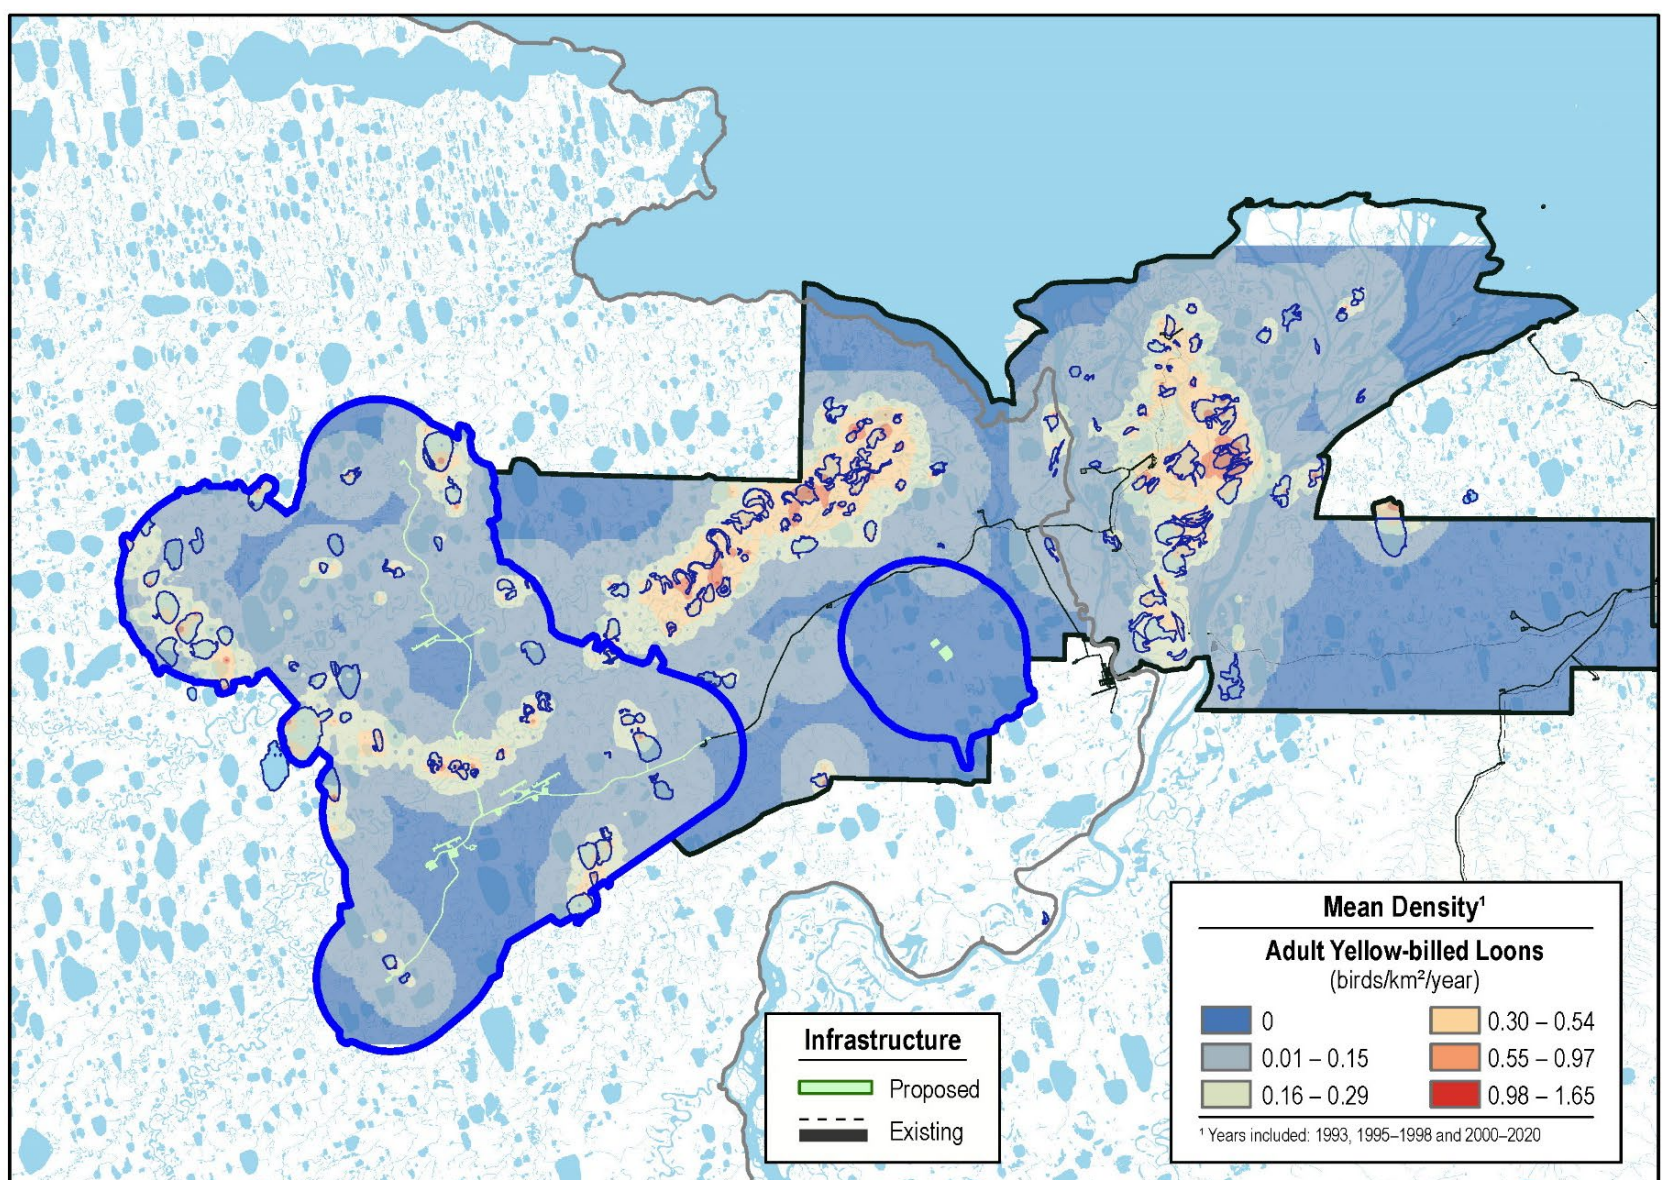 Mean Density¹
Adult Yellow-billed Loons
(birds/km²/year)
0
0.01 – 0.15
0.16 – 0.29
0.30 – 0.54
0.55 – 0.97
0.98 – 1.65
¹ Years included: 1993, 1995–1998 and 2000–2020
Infrastructure
Proposed
Existing